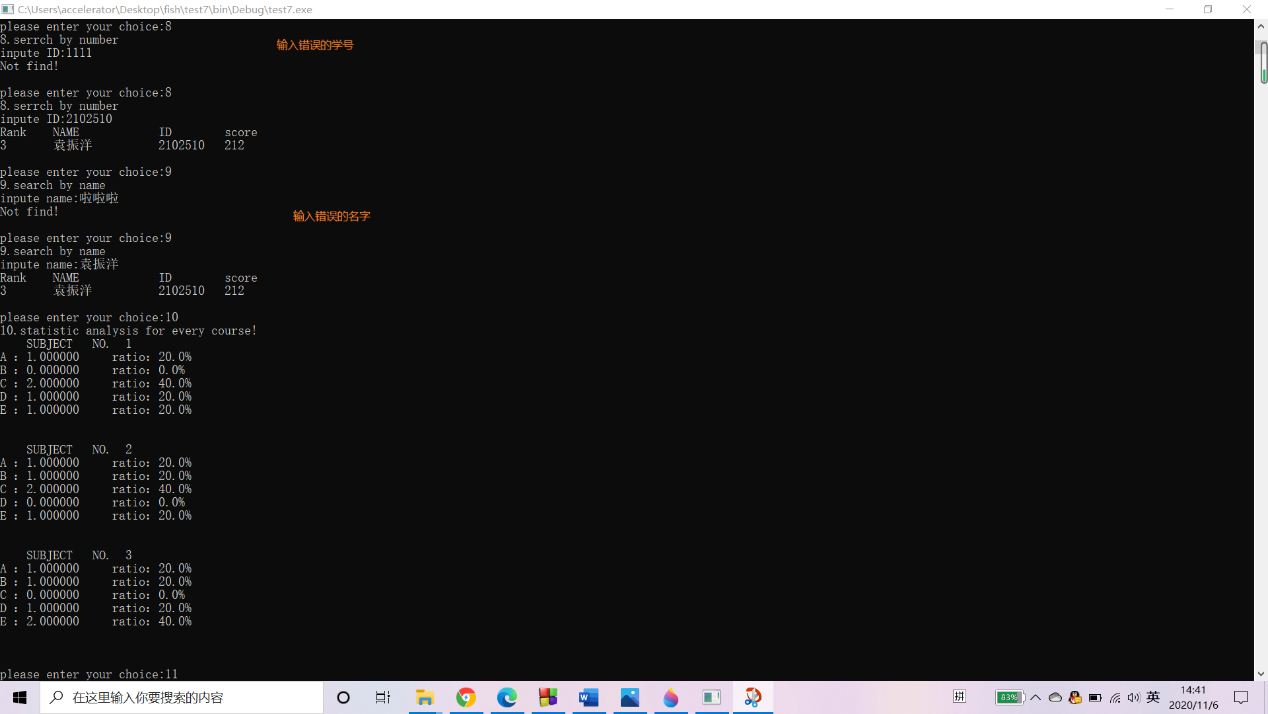 C:\Users\accelerator\Desktop\fish\test7\bin\Debug\test7.exe
please enter your choice:8
8.serrch by number
输入错误的学号
inpute ID:1111
Not find!
please enter your choice:8
8.serrch by number
inpute ID:2102510
Rank NAME ID score
3 袁振洋 2102510 212
please enter your choice:9
9.search by name
inpute name:啦啦啦
Not find!
输入错误的名字
please enter your choice:9
9.search by name
inpute name:袁振洋
Rank NAME ID score
3 袁振洋 2102510 212
please enter your choice:10
10.statistic analysis for every course!
SUBJECT NO. 1
A : 1.000000 ratio: 20.0%
B : 0.000000 ratio: 0.0%
C : 2.000000 ratio: 40.0%
D : 1.000000 ratio: 20.0%
E : 1.000000 ratio: 20.0%
SUBJECT NO. 2
A : 1.000000 ratio: 20.0%
B : 1.000000 ratio: 20.0%
C : 2.000000 ratio: 40.0%
D : 0.000000 ratio: 0.0%
E : 1.000000 ratio: 20.0%
SUBJECT NO. 3
A : 1.000000 ratio: 20.0%
B : 1.000000 ratio: 20.0%
C : 0.000000 ratio: 0.0%
D : 1.000000 ratio: 20.0%
E : 2.000000 ratio: 40.0%
please enter your choice:11
在这里输入你要搜索的内容
拼 83% 英 14:41
2020/11/6